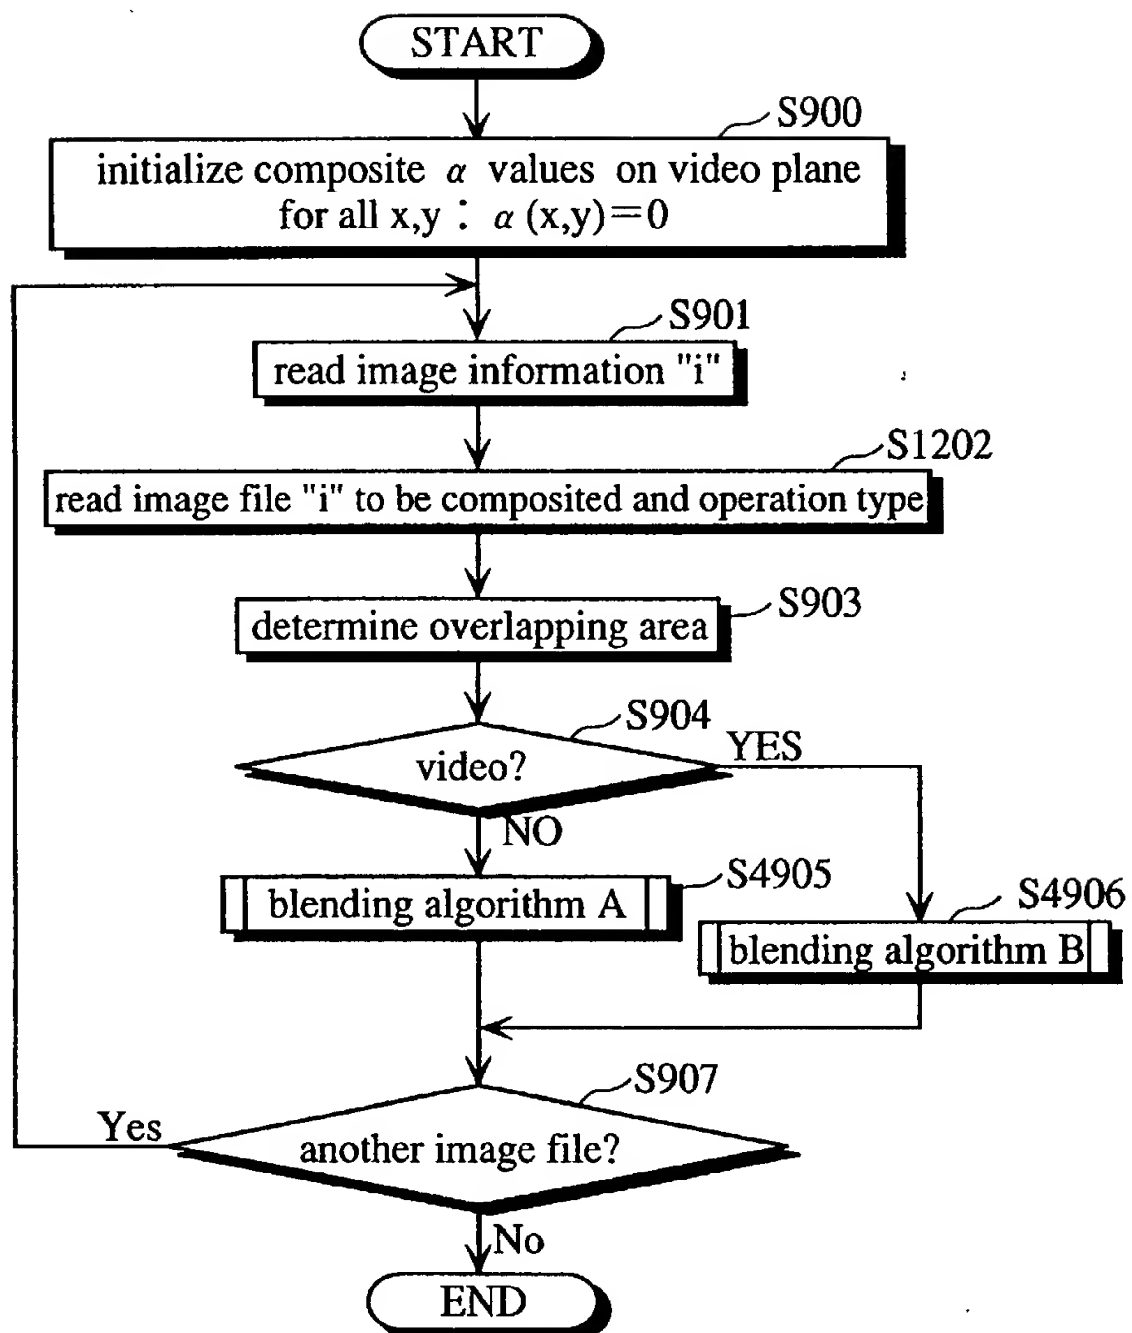 START
S900
initialize composite α values on video plane
for all x,y : α (x,y)=0
S901
read image information "i"
S1202
read image file "i" to be composited and operation type
S903
determine overlapping area
S904
video?
YES
NO
S4905
blending algorithm A
S4906
blending algorithm B
S907
another image file?
Yes
No
END